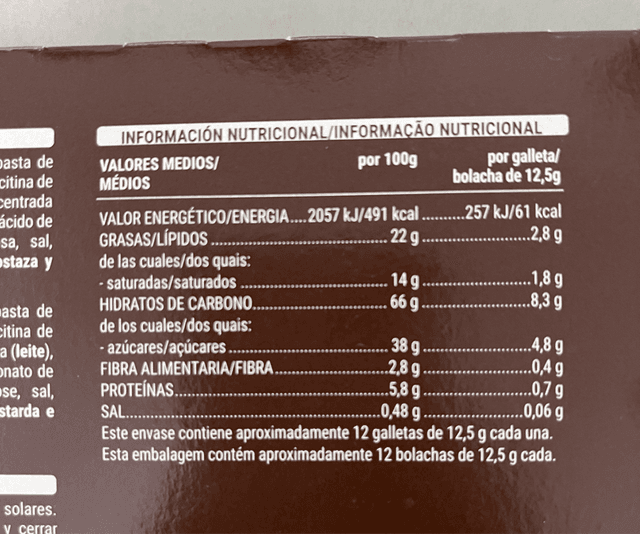 INFORMACIÓN NUTRICIONAL/INFORMAÇÃO NUTRICIONAL
VALORES MEDIOS/ por 100g por galleta/
MÉDIOS bolacha de 12,5g
VALOR ENERGÉTICO/ENERGIA.... 2057 kJ/491 kcal .......... 257 kJ/61 kcal
GRASAS/LÍPIDOS .......... 22 g .......... 2,8 g
de las cuales/dos quais:
- saturadas/saturados .......... 14 g .......... 1,8 g
HIDRATOS DE CARBONO .......... 66 g .......... 8,3 g
de los cuales/dos quais:
- azúcares/açúcares .......... 38 g .......... 4,8 g
FIBRA ALIMENTARIA/FIBRA .......... 2,8 g .......... 0,4 g
PROTEÍNAS .......... 5,8 g .......... 0,7 g
SAL .......... 0,48 g .......... 0,06 g
Este envase contiene aproximadamente 12 galletas de 12,5 g cada una.
Esta embalagem contém aproximadamente 12 bolachas de 12,5 g cada.
pasta de
citina de
centrada
ácido de
sa, sal,
ostaza y
pasta de
citina de
a (leite),
onato de
ose, sal,
starda e
solares.
y cerrar